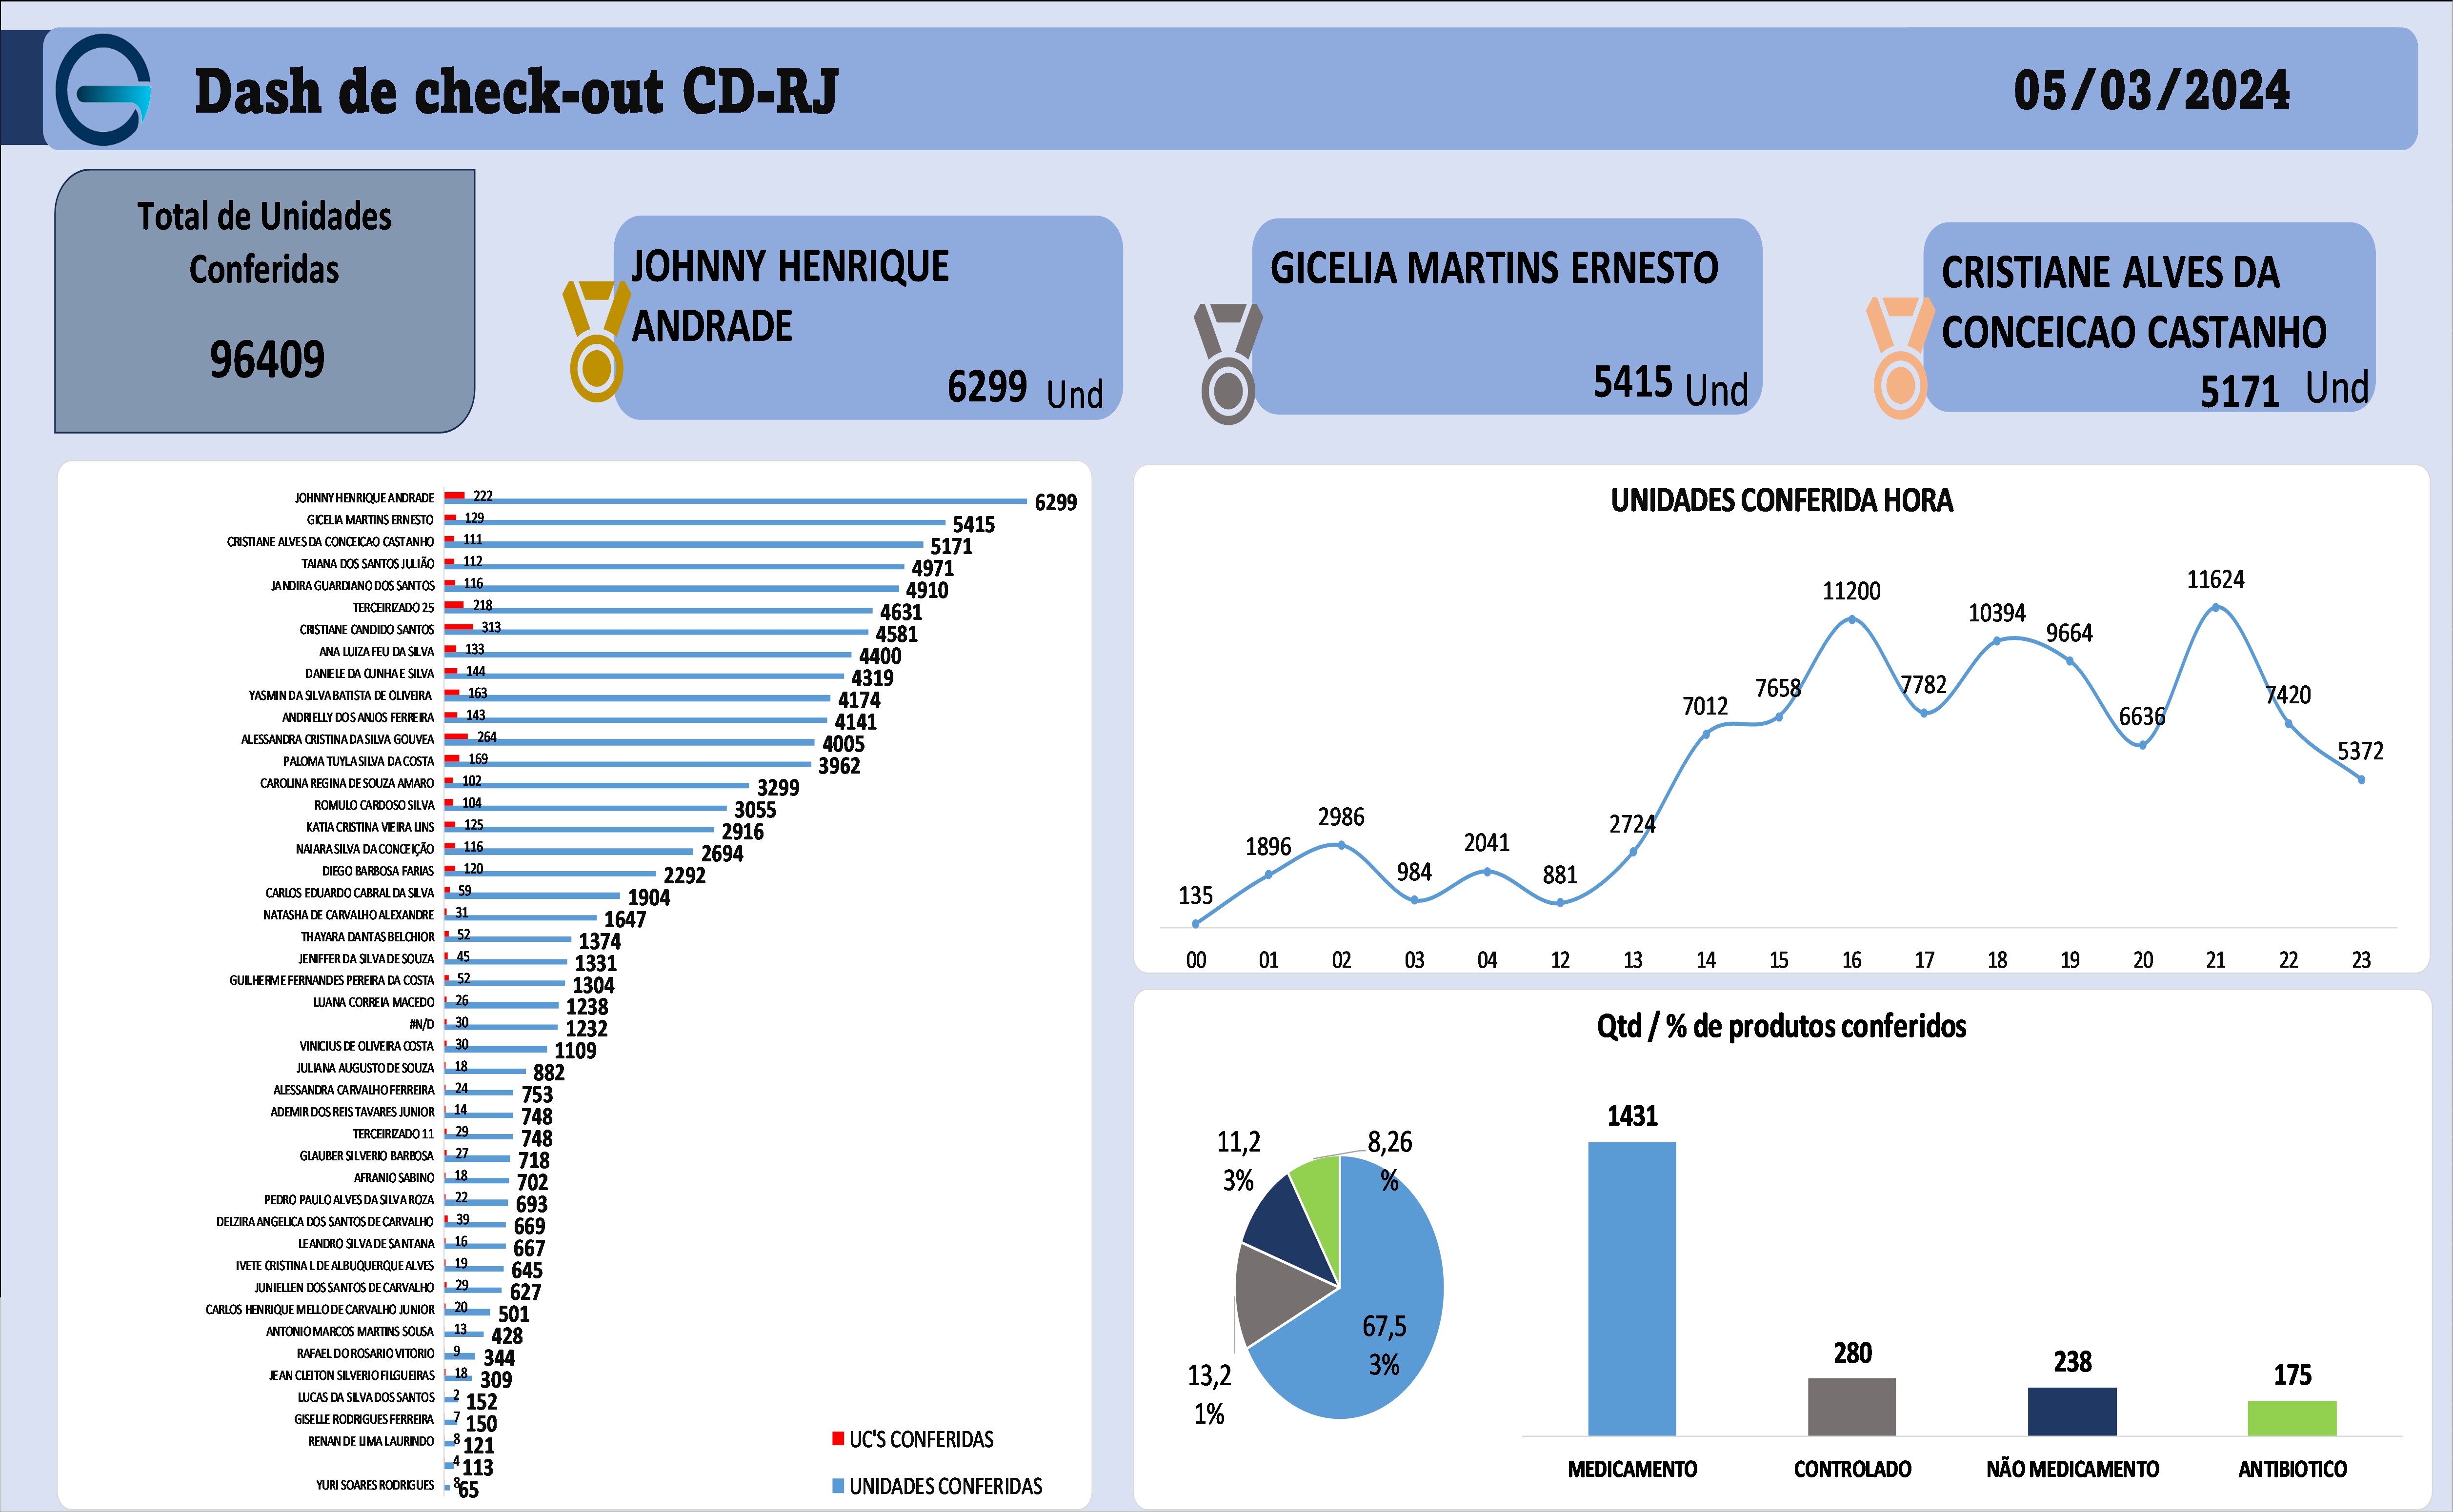 Dash de check-out CD-RJ
05/03/2024
Total de Unidades
Conferidas
96409
JOHNNY HENRIQUE
ANDRADE
6299 Und
GICELIA MARTINS ERNESTO
5415 Und
CRISTIANE ALVES DA
CONCEICAO CASTANHO
5171 Und
JOHNNY HENRIQUE ANDRADE 222 6299
GICELIA MARTINS ERNESTO 129 5415
CRISTIANE ALVES DA CONCEICAO CASTANHO 111 5171
TAIANA DOS SANTOS JULIÃO 112 4971
JANDIRA GUARDIANO DOS SANTOS 116 4910
TERCEIRIZADO 25 218 4631
CRISTIANE CANDIDO SANTOS 313 4581
ANA LUIZA FEU DA SILVA 133 4400
DANIELE DA CUNHA E SILVA 144 4319
YASMIN DA SILVA BATISTA DE OLIVEIRA 163 4174
ANDRIELLY DOS ANJOS FERREIRA 143 4141
ALESSANDRA CRISTINA DA SILVA GOUVEA 264 4005
PALOMA TUYLA SILVA DA COSTA 169 3962
CAROLINA REGINA DE SOUZA AMARO 102 3299
ROMULO CARDOSO SILVA 104 3055
KATIA CRISTINA VIEIRA LINS 125 2916
NAIARA SILVA DA CONCEIÇÃO 116 2694
DIEGO BARBOSA FARIAS 120 2292
CARLOS EDUARDO CABRAL DA SILVA 59 1904
NATASHA DE CARVALHO ALEXANDRE 31 1647
THAYARA DANTAS BELCHIOR 52 1374
JENIFFER DA SILVA DE SOUZA 45 1331
GUILHERME FERNANDES PEREIRA DA COSTA 52 1304
LUANA CORREIA MACEDO 26 1238
#N/D 30 1232
VINICIUS DE OLIVEIRA COSTA 30 1109
JULIANA AUGUSTO DE SOUZA 18 882
ALESSANDRA CARVALHO FERREIRA 24 753
ADEMIR DOS REIS TAVARES JUNIOR 14 748
TERCEIRIZADO 11 29 748
GLAUBER SILVERIO BARBOSA 27 718
AFRANIO SABINO 18 702
PEDRO PAULO ALVES DA SILVA ROZA 22 693
DELZIRA ANGELICA DOS SANTOS DE CARVALHO 39 669
LEANDRO SILVA DE SANTANA 16 667
IVETE CRISTINA L DE ALBUQUERQUE ALVES 19 645
JUNIELLEN DOS SANTOS DE CARVALHO 29 627
CARLOS HENRIQUE MELLO DE CARVALHO JUNIOR 20 501
ANTONIO MARCOS MARTINS SOUSA 13 428
RAFAEL DO ROSARIO VITORIO 9 344
JEAN CLEITON SILVERIO FILGUEIRAS 18 309
LUCAS DA SILVA DOS SANTOS 2 152
GISELLE RODRIGUES FERREIRA 7 150
RENAN DE LIMA LAURINDO 8 121
4 113
YURI SOARES RODRIGUES 8 65
UC'S CONFERIDAS
UNIDADES CONFERIDAS
UNIDADES CONFERIDA HORA
135 1896 2986 984 2041 881 2724 7012 7658 11200 7782 10394 9664 6636 11624 7420 5372
00 01 02 03 04 12 13 14 15 16 17 18 19 20 21 22 23
Qtd / % de produtos conferidos
11,2
3%
8,26
%
67,5
3%
13,2
1%
1431 280 238 175
MEDICAMENTO CONTROLADO NÃO MEDICAMENTO ANTIBIOTICO